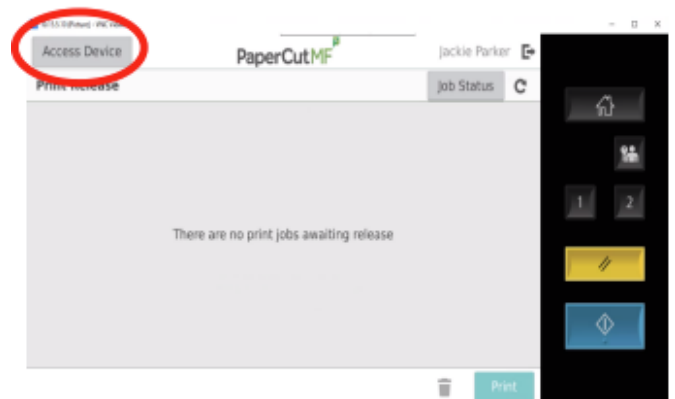 Access Device
PaperCutMF
Jackie Parker
Print Release
Job Status
1
2
There are no print jobs awaiting release
Print